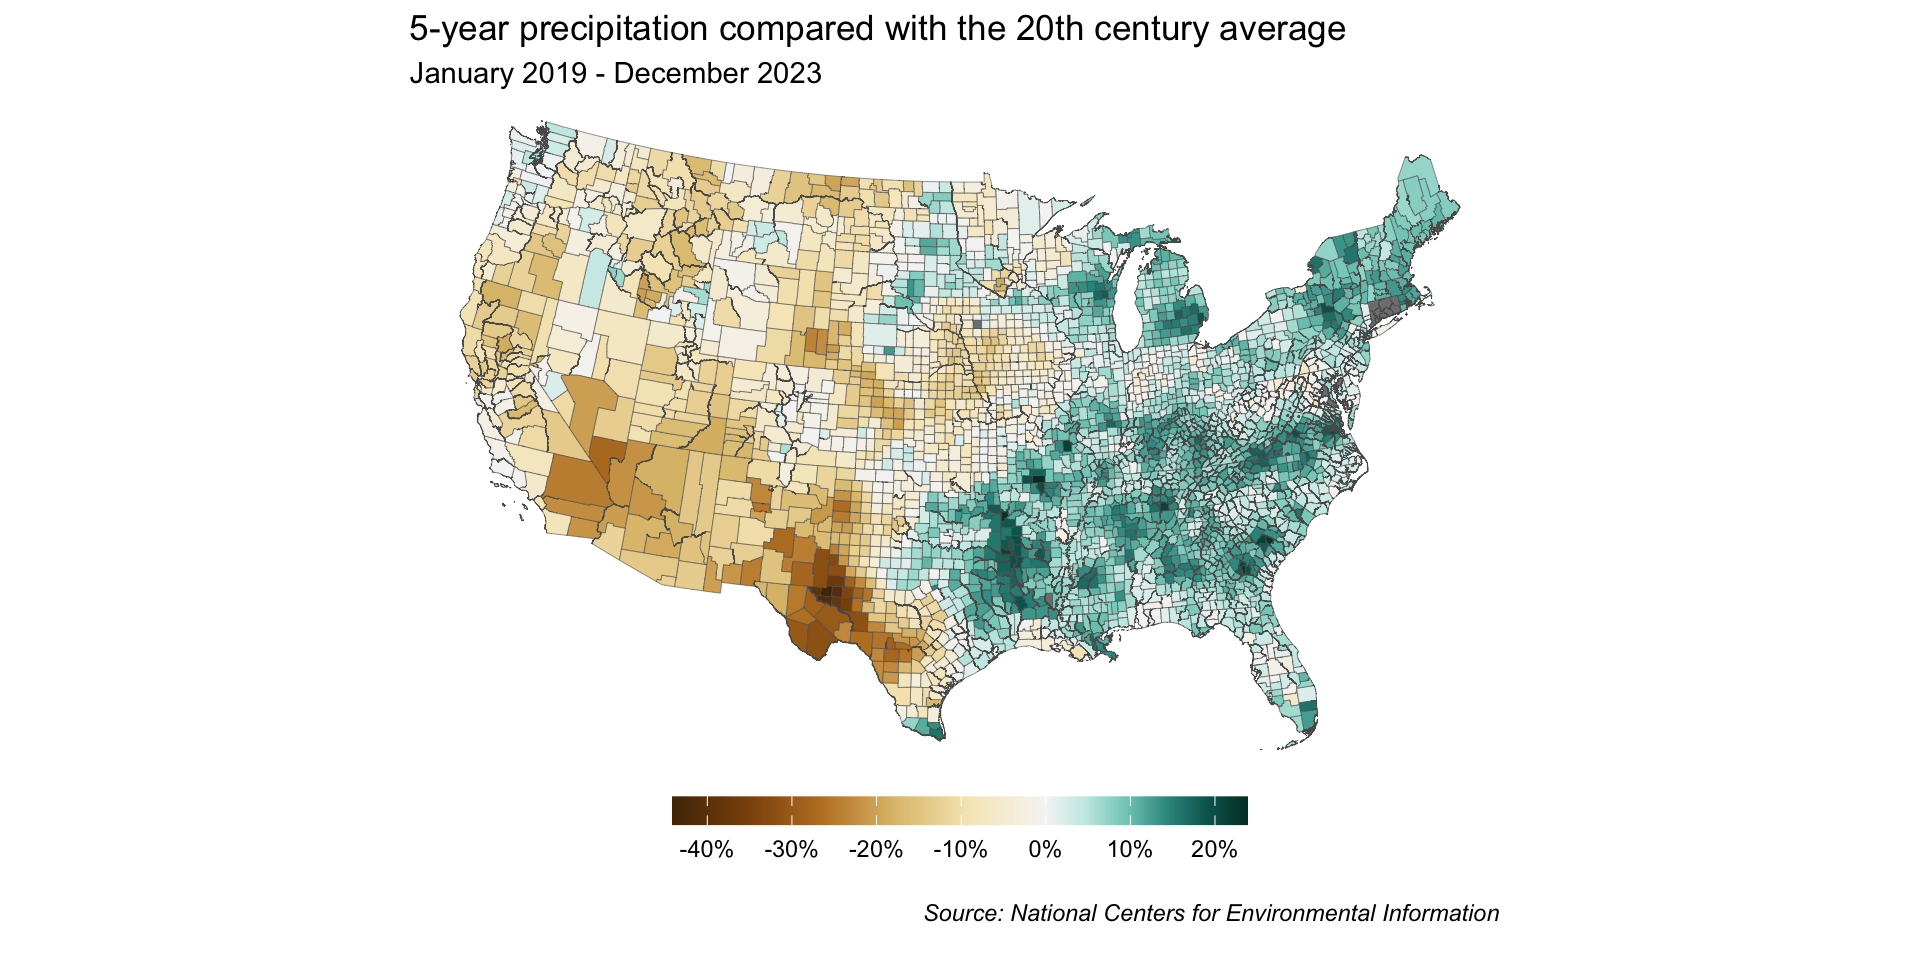 5-year precipitation compared with the 20th century average
January 2019 - December 2023
-40% -30% -20% -10% 0% 10% 20%
Source: National Centers for Environmental Information